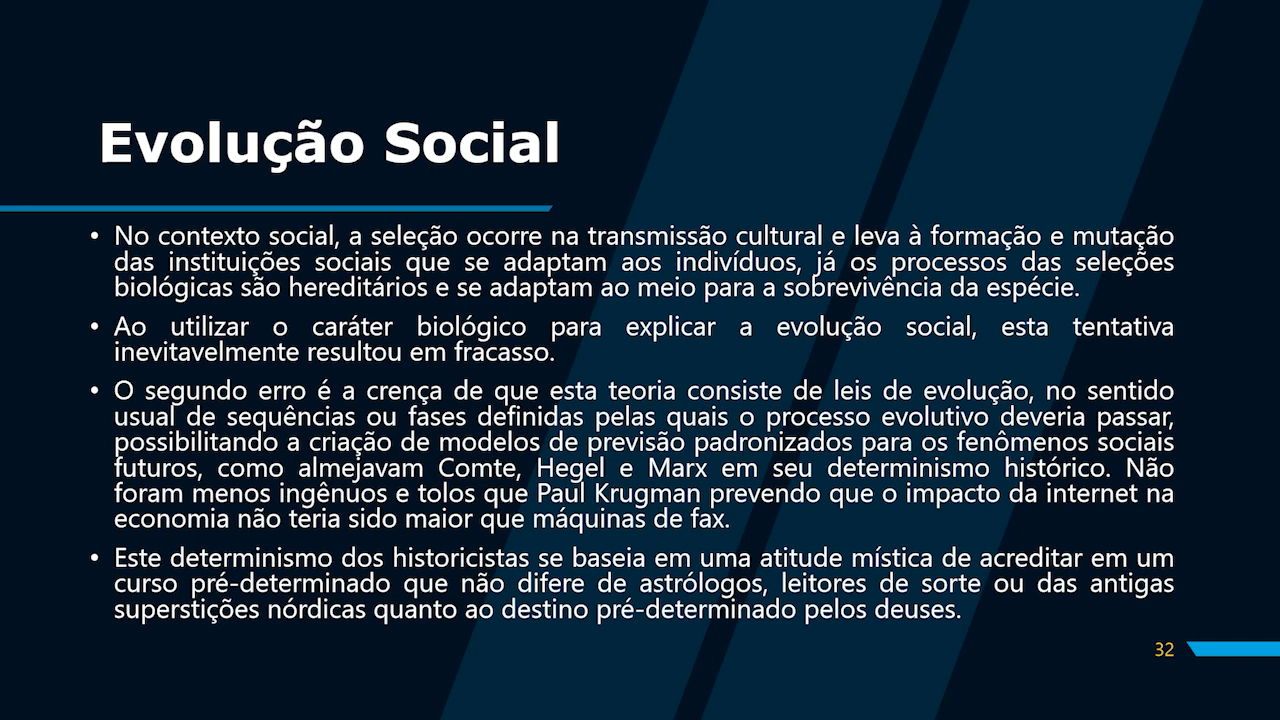 Evolução Social
• No contexto social, a seleção ocorre na transmissão cultural e leva à formação e mutação
das instituições sociais que se adaptam aos indivíduos, já os processos das seleções
biológicas são hereditários e se adaptam ao meio para a sobrevivência da espécie.
• Ao utilizar o caráter biológico para explicar a evolução social, esta tentativa
inevitavelmente resultou em fracasso.
• O segundo erro é a crença de que esta teoria consiste de leis de evolução, no sentido
usual de sequências ou fases definidas pelas quais o processo evolutivo deveria passar,
possibilitando a criação de modelos de previsão padronizados para os fenômenos sociais
futuros, como almejavam Comte, Hegel e Marx em seu determinismo histórico. Não
foram menos ingênuos e tolos que Paul Krugman prevendo que o impacto da internet na
economia não teria sido maior que máquinas de fax.
• Este determinismo dos historicistas se baseia em uma atitude mística de acreditar em um
curso pré-determinado que não difere de astrólogos, leitores de sorte ou das antigas
superstições nórdicas quanto ao destino pré-determinado pelos deuses.
32